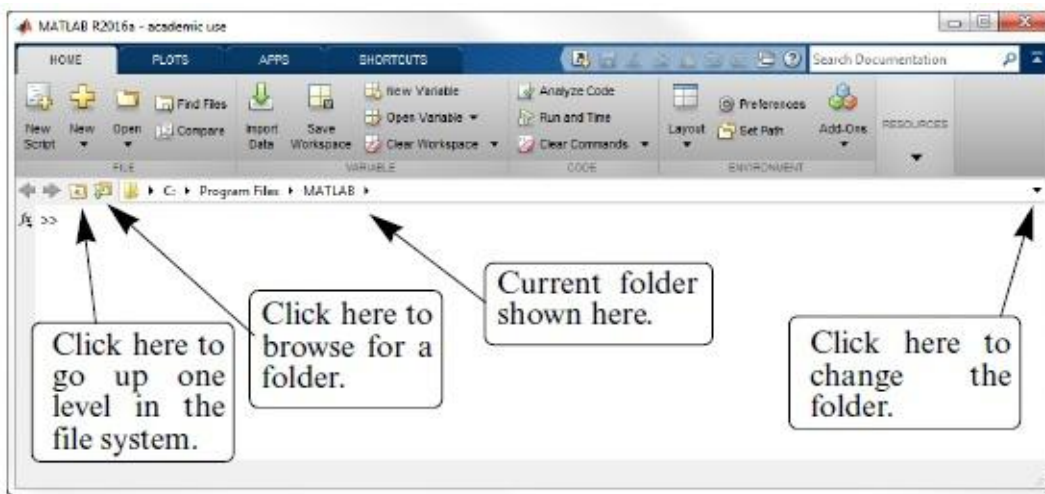 MATLAB R2016a - academic use
HOME PLOTS APPS SHORTCUTS Search Documentation
New Script
New
Open
Find Files
Compare
FILE
Import Data
Save Workspace
New Variable
Open Variable
Clear Workspace
VARIABLE
Analyze Code
Run and Time
Clear Commands
CODE
Layout
Preferences
Set Path
Add-Ons
ENVIRONMENT
RESOURCES
C: Program Files MATLAB
fx >>
Click here to
go up one
level in the
file system.
Click here to
browse for a
folder.
Current folder
shown here.
Click here to
change the
folder.